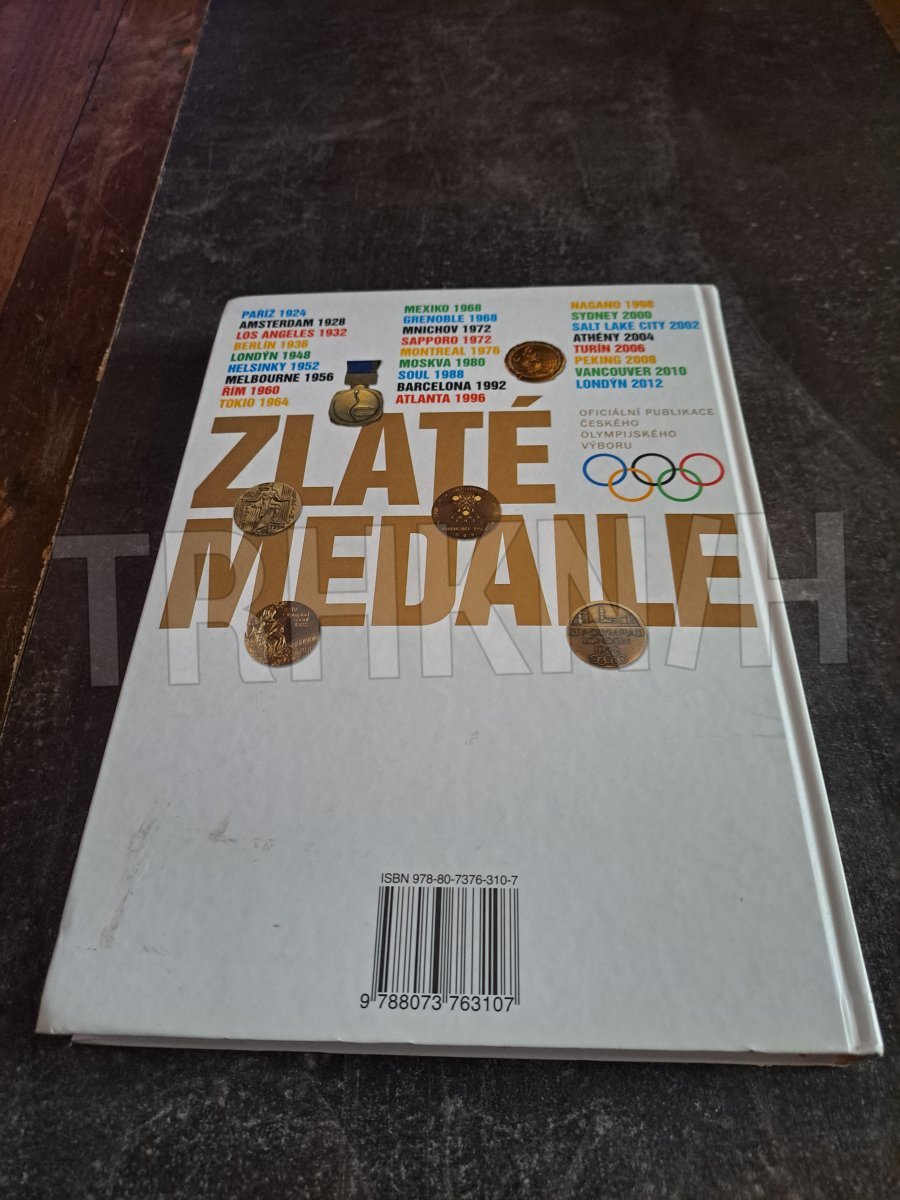 PAŘÍŽ 1924
AMSTERDAM 1928
LOS ANGELES 1932
BERLÍN 1936
LONDÝN 1948
HELSINKY 1952
MELBOURNE 1956
ŘÍM 1960
TOKIO 1964
MEXIKO 1968
GRENOBLE 1968
MNICHOV 1972
SAPPORO 1972
MONTREAL 1976
MOSKVA 1980
SOUL 1988
BARCELONA 1992
ATLANTA 1996
NAGANO 1998
SYDNEY 2000
SALT LAKE CITY 2002
ATHÉNY 2004
TURÍN 2006
PEKING 2008
VANCOUVER 2010
LONDÝN 2012
OFICIÁLNÍ PUBLIKACE
ČESKÉHO
OLYMPIJSKÉHO
VÝBORU
ZLATÉ
MEDAILE
LONDON
ISBN 978-80-7376-310-7
9 788073 763107